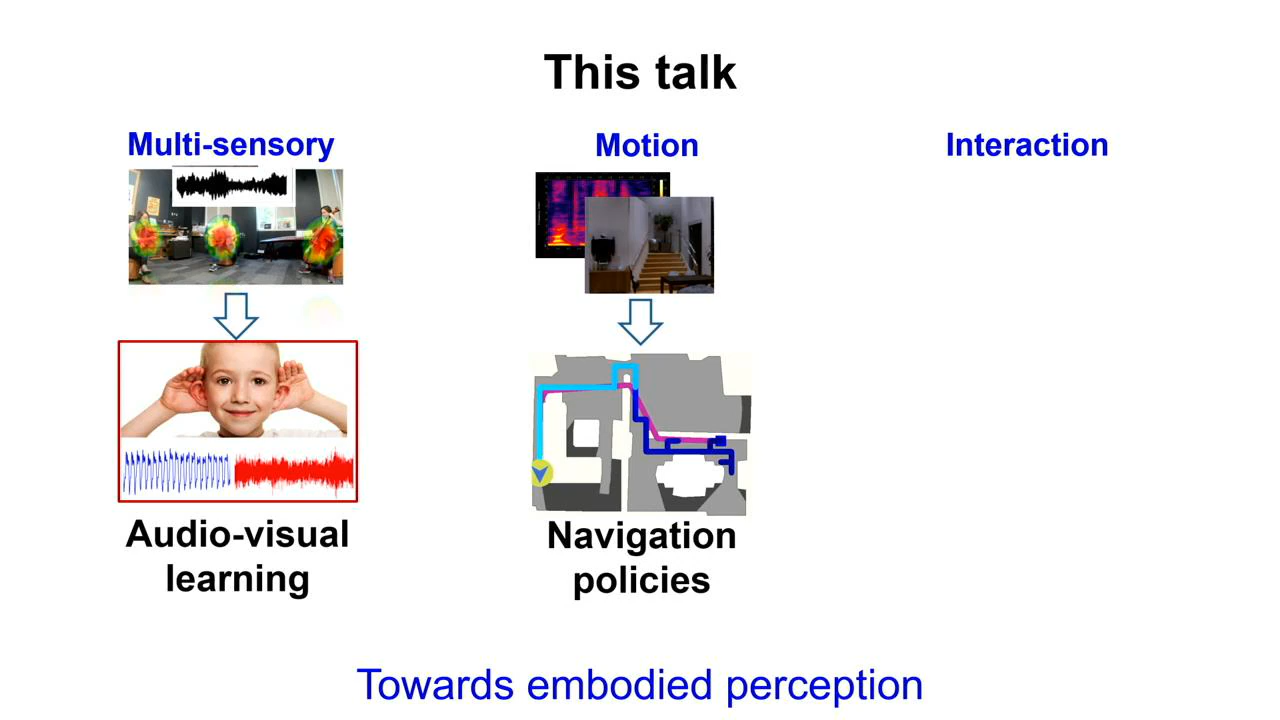 This talk
Multi-sensory
Motion
Interaction
Audio-visual
learning
Navigation
policies
Towards embodied perception